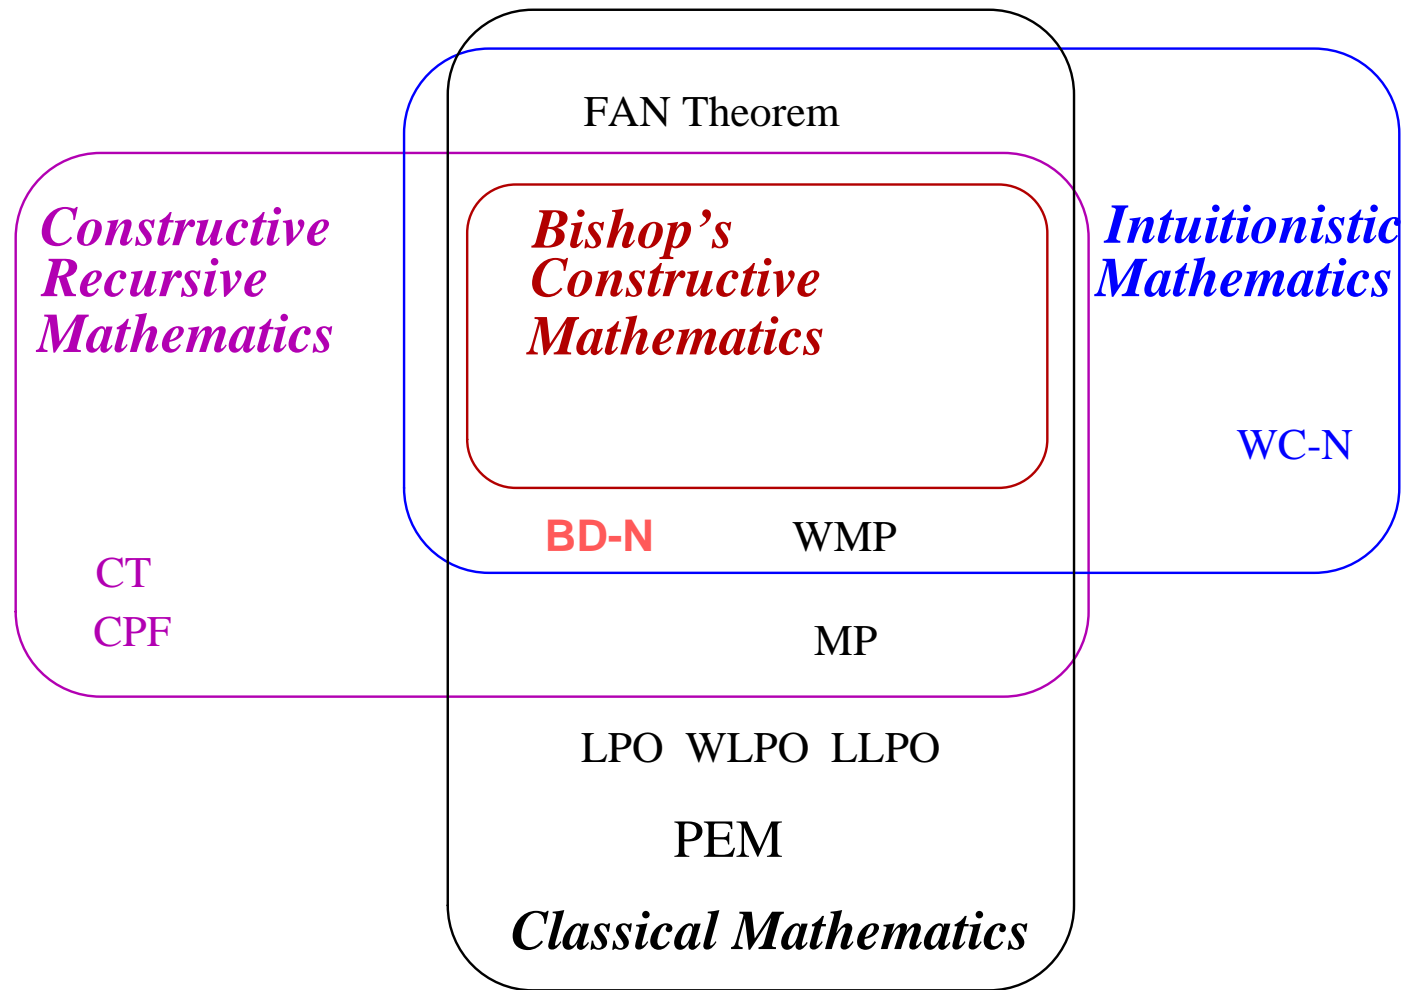 FAN Theorem
Constructive
Recursive
Mathematics
Bishop's
Constructive
Mathematics
Intuitionistic
Mathematics
WC-N
BD-N
WMP
CT
CPF
MP
LPO WLPO LLPO
PEM
Classical Mathematics